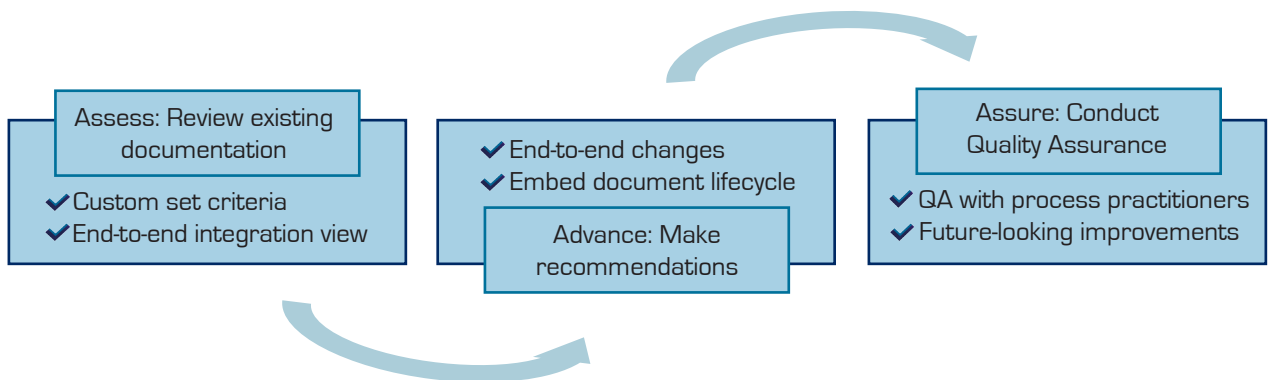 Assess: Review existing
documentation
Custom set criteria
End-to-end integration view
End-to-end changes
Embed document lifecycle
Advance: Make
recommendations
Assure: Conduct
Quality Assurance
QA with process practitioners
Future-looking improvements